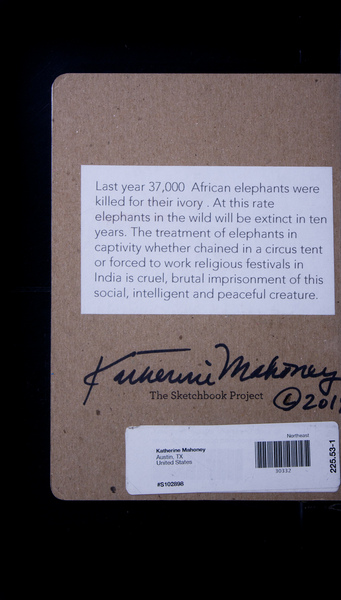 Last year 37,000 African elephants were
killed for their ivory . At this rate
elephants in the wild will be extinct in ten
years. The treatment of elephants in
captivity whether chained in a circus tent
or forced to work religious festivals in
India is cruel, brutal imprisonment of this
social, intelligent and peaceful creature.
Katherine Mahoney
The Sketchbook Project
©201
Northeast
Katherine Mahoney
Austin, TX
United States
30332
225.53-1
#S102898